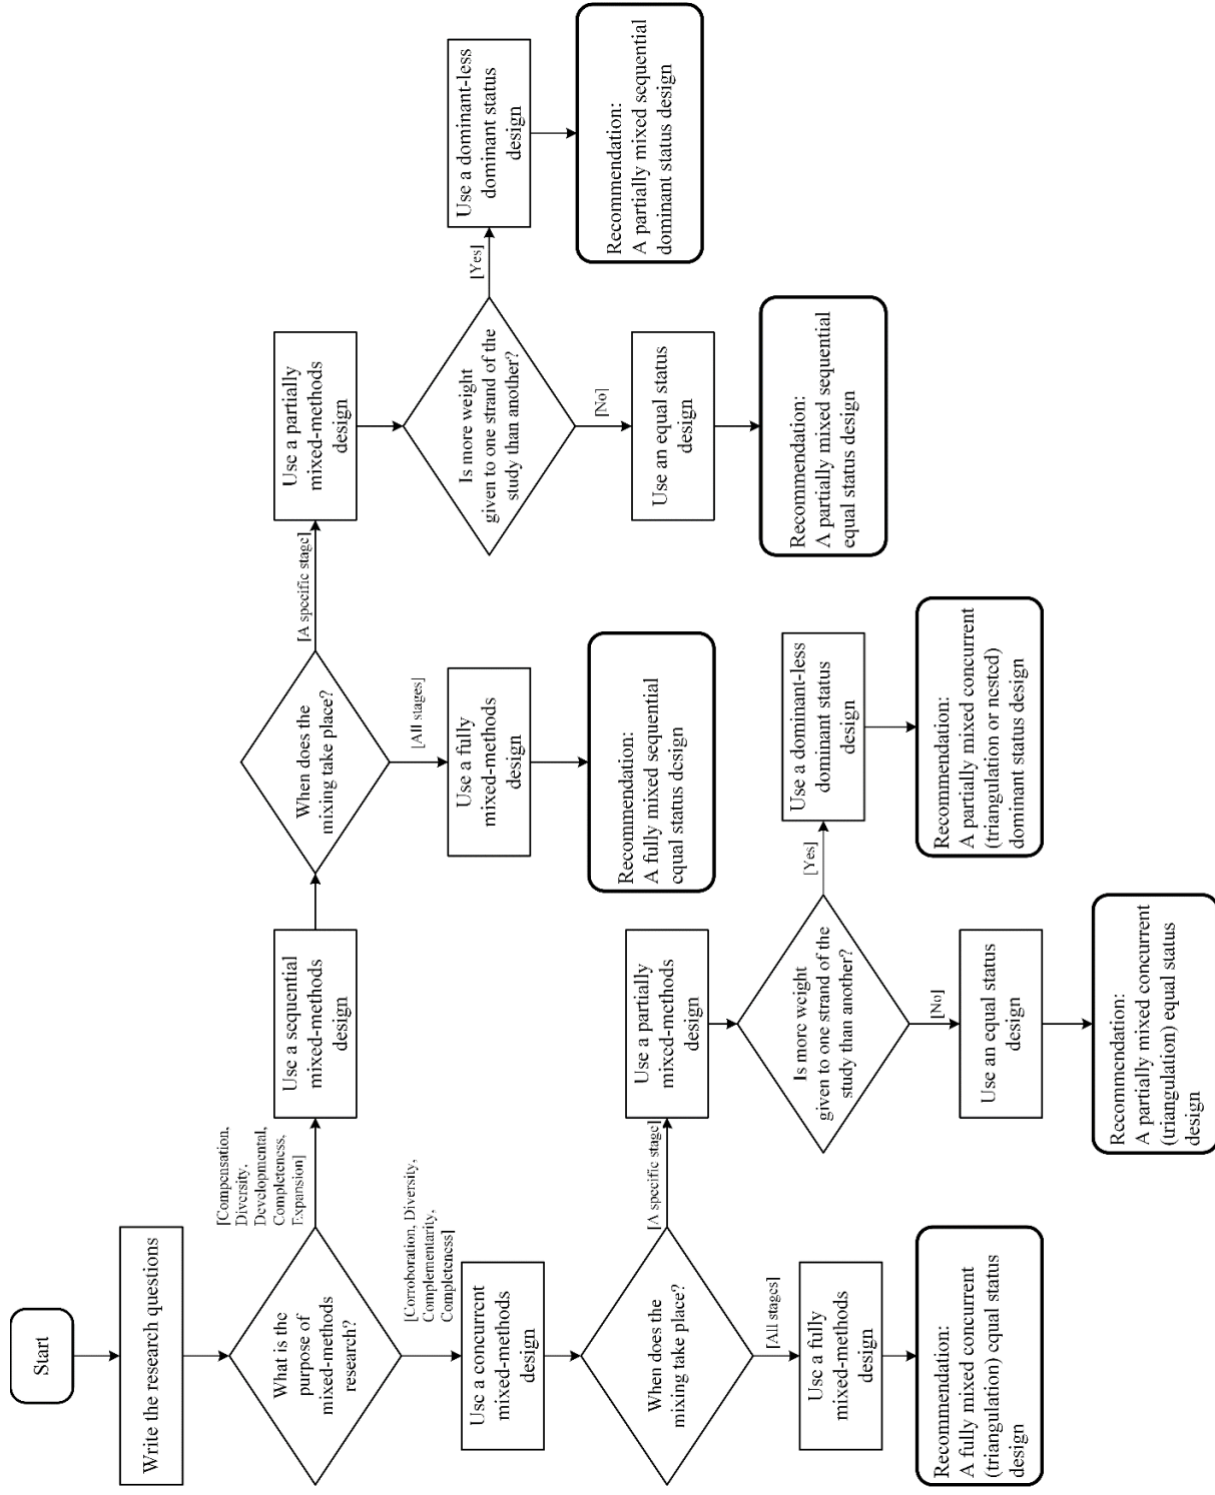 Start
Write the research questions
What is the
purpose of
mixed-methods
research?
[Compensation,
Diversity,
Developmental,
Completeness,
Expansion]
Use a sequential
mixed-methods
design
When does the
mixing take place?
[A specific stage]
Use a partially
mixed-methods
design
Is more weight
given to one strand of the
study than another?
[Yes]
Use a dominant-less
dominant status
design
Recommendation:
A partially mixed sequential
dominant status design
[No]
Use an equal status
design
Recommendation:
A partially mixed sequential
equal status design
[All stages]
Use a fully
mixed-methods
design
Recommendation:
A fully mixed sequential
equal status design
[Corroboration, Diversity,
Complementarity,
Completeness]
Use a concurrent
mixed-methods
design
When does the
mixing take place?
[A specific stage]
Use a partially
mixed-methods
design
Is more weight
given to one strand of the
study than another?
[Yes]
Use a dominant-less
dominant status
design
Recommendation:
A partially mixed concurrent
(triangulation or nested)
dominant status design
[No]
Use an equal status
design
Recommendation:
A partially mixed concurrent
(triangulation) equal status
design
[All stages]
Use a fully
mixed-methods
design
Recommendation:
A fully mixed concurrent
(triangulation) equal status
design